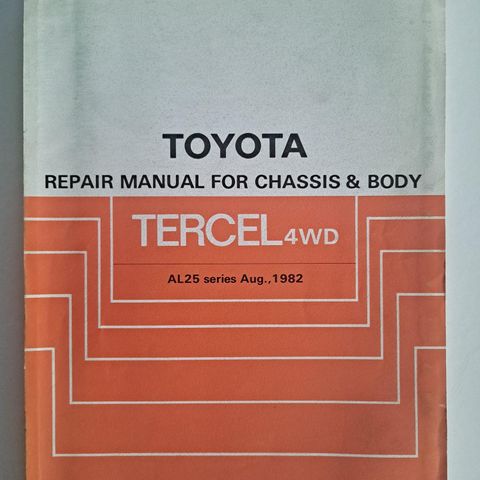 TOYOTA
REPAIR MANUAL FOR CHASSIS & BODY
TERCEL 4WD
AL25 series Aug.,1982